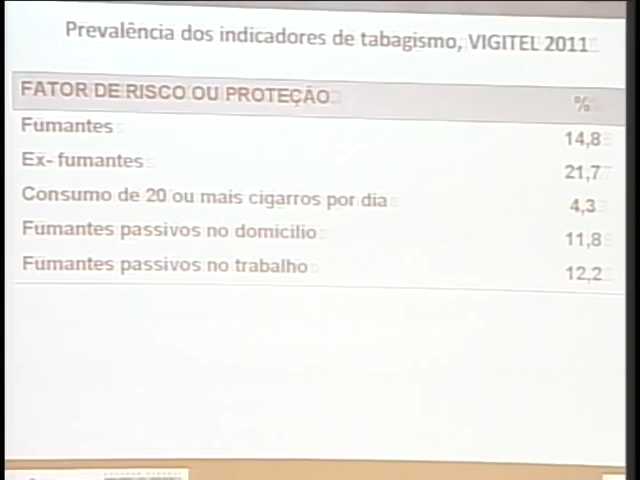 Prevalência dos indicadores de tabagismo, VIGITEL 2011
FATOR DE RISCO OU PROTEÇÃO %
Fumantes 14,8
Ex- fumantes 21,7
Consumo de 20 ou mais cigarros por dia 4,3
Fumantes passivos no domicílio 11,8
Fumantes passivos no trabalho 12,2